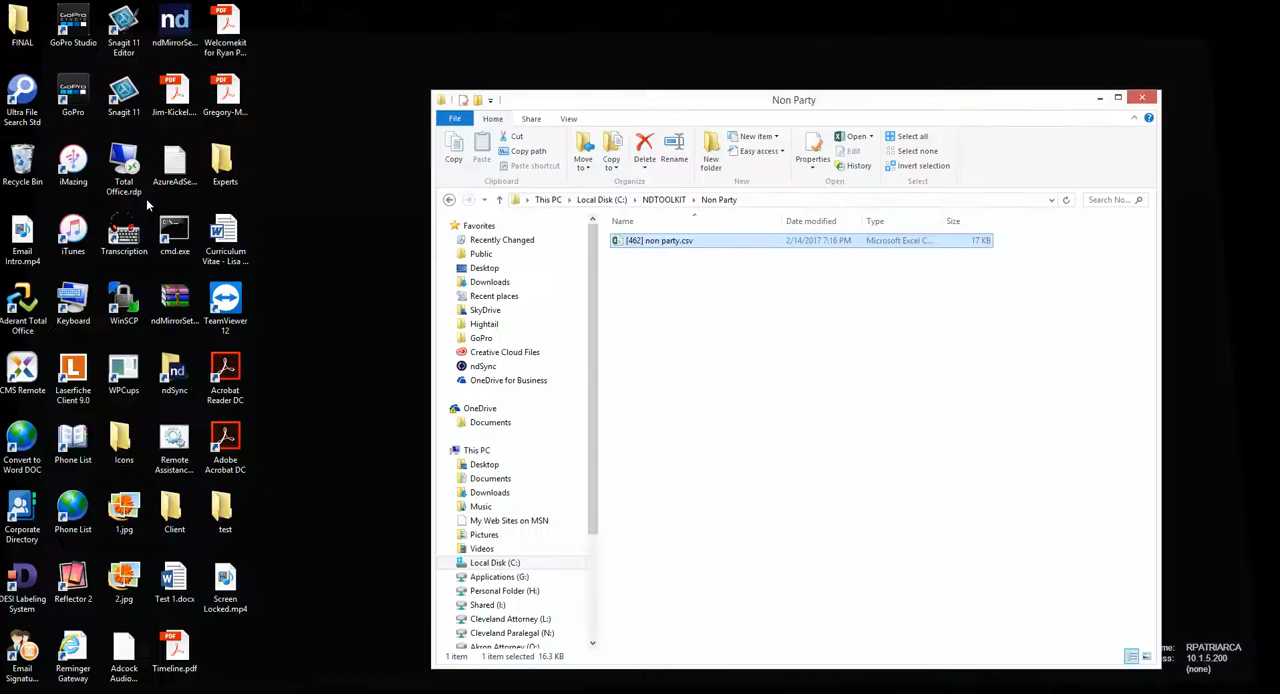 FINAL
GoPro Studio
Snagit 11
Editor
ndMirrorSe...
Welcomekit
for Ryan P...
Ultra File
Search Std
GoPro
Snagit 11
Jim-Kickel....
Gregory-M...
Recycle Bin
iMazing
Total
Office.rdp
AzureAdSe...
Experts
Email
Intro.mp4
iTunes
Transcription
cmd.exe
Curriculum
Vitae - Lisa ...
Aderant Total
Office
Keyboard
WinSCP
ndMirrorSet...
TeamViewer
12
CMS Remote
Laserfiche
Client 9.0
WPCups
ndSync
Acrobat
Reader DC
Convert to
Word DOC
Phone List
Icons
Remote
Assistanc...
Adobe
Acrobat DC
Corporate
Directory
Phone List
1.jpg
Client
test
DESI Labeling
System
Reflector 2
2.jpg
Test 1.docx
Screen
Locked.mp4
Email
Signatu...
Reminger
Gateway
Adcock
Audio...
Timeline.pdf
Non Party
File Home Share View
Copy
Paste
Cut
Copy path
Paste shortcut
Clipboard
Move
to
Copy
to
Delete
Rename
Organize
New
folder
New item
Easy access
New
Properties
Open
Edit
History
Open
Select all
Select none
Invert selection
Select
This PC Local Disk (C:) NDTOOLKIT Non Party
Search No...
Name Date modified Type Size
[462] non party.csv 2/14/2017 7:16 PM Microsoft Excel C... 17 KB
Favorites
Recently Changed
Public
Desktop
Downloads
Recent places
SkyDrive
Hightail
GoPro
Creative Cloud Files
ndSync
OneDrive for Business
OneDrive
Documents
This PC
Desktop
Documents
Downloads
Music
My Web Sites on MSN
Pictures
Videos
Local Disk (C:)
Applications (G:)
Personal Folder (H:)
Shared (I:)
Cleveland Attorney (L:)
Cleveland Paralegal (N:)
Akron Attorney (O:)
1 item 1 item selected 16.3 KB
me: RPATRIARCA
ess: 10.1.5.200
(none)